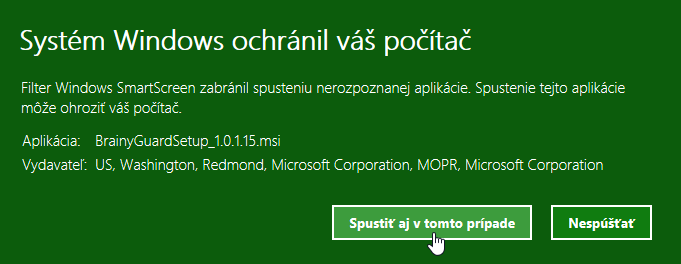 Systém Windows ochránil váš počítač
Filter Windows SmartScreen zabránil spusteniu nerozpoznanej aplikácie. Spustenie tejto aplikácie
môže ohroziť váš počítač.
Aplikácia: BrainyGuardSetup_1.0.1.15.msi
Vydavateľ: US, Washington, Redmond, Microsoft Corporation, MOPR, Microsoft Corporation
Spustiť aj v tomto prípade Nespúšťať